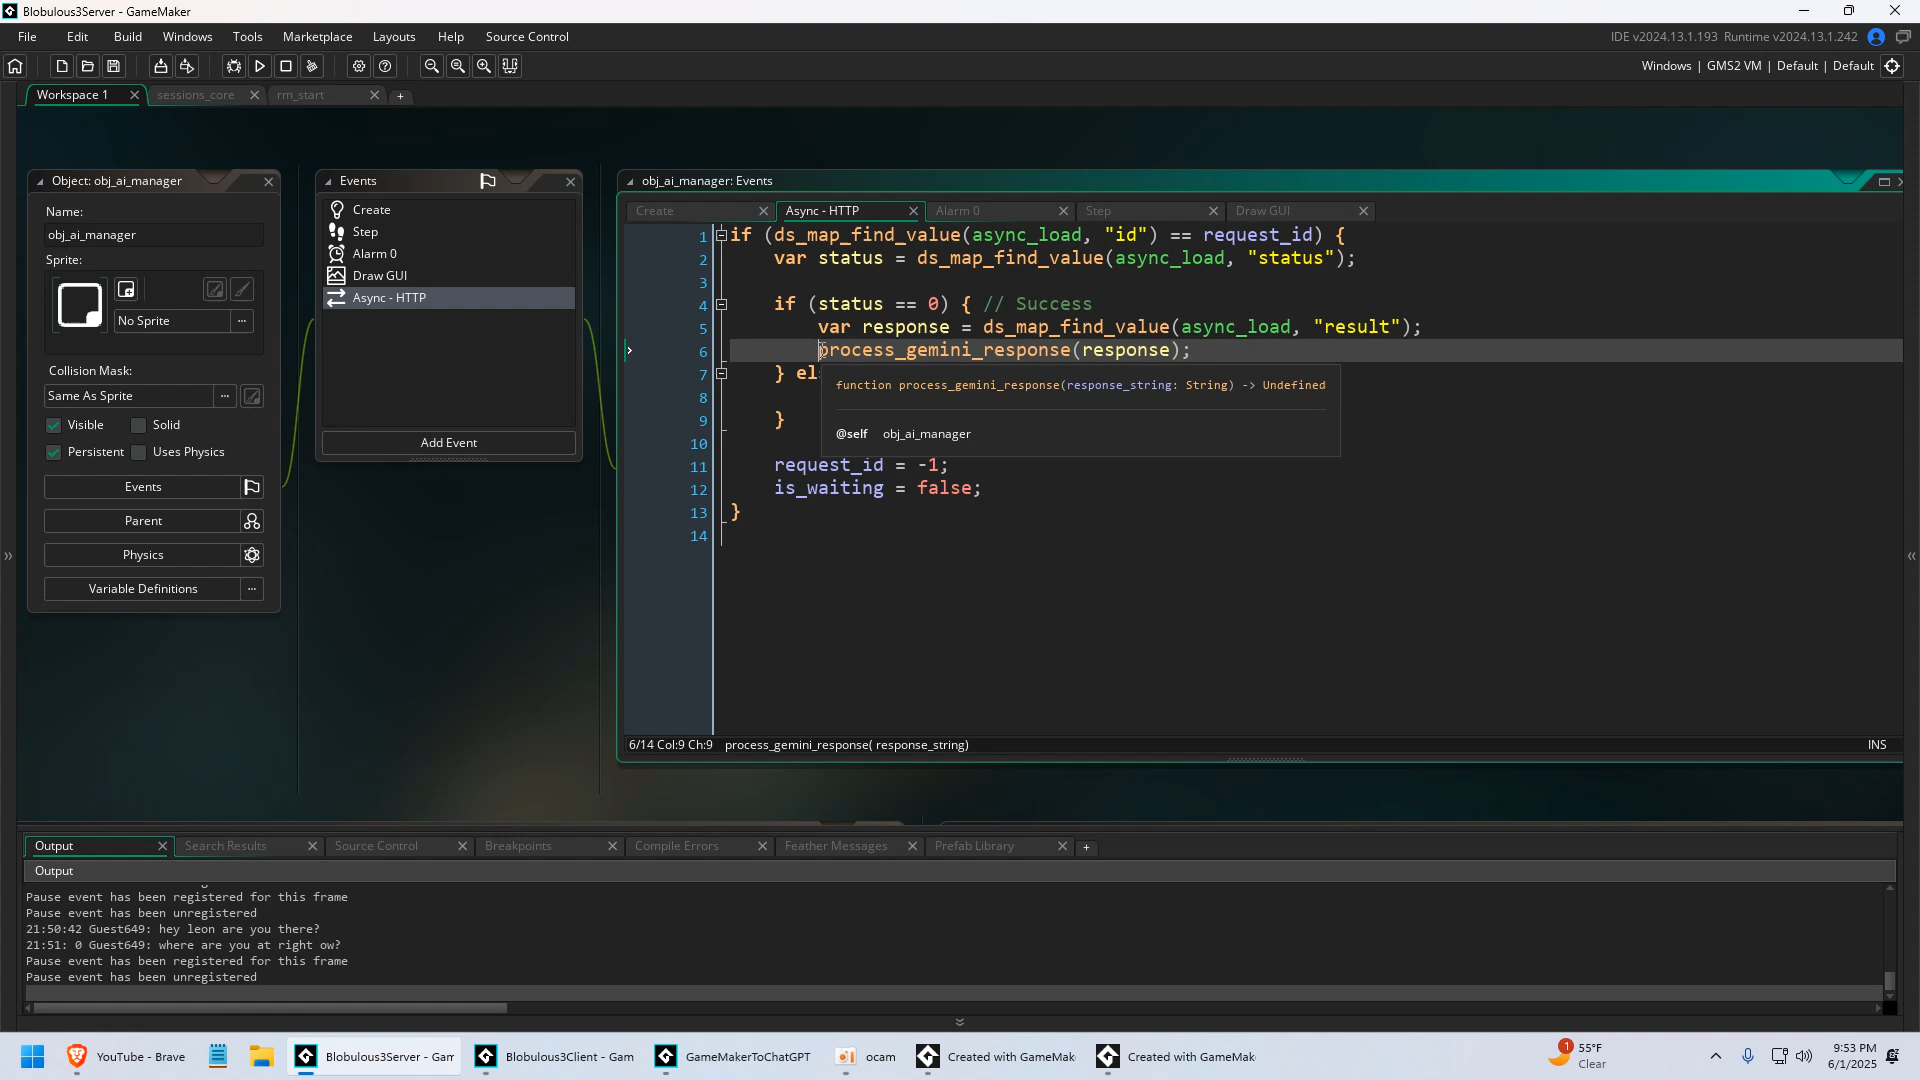 Blobulous3Server - GameMaker
File Edit Build Windows Tools Marketplace Layouts Help Source Control
IDE v2024.13.1.193 Runtime v2024.13.1.242
Windows | GMS2 VM | Default | Default
Workspace 1
sessions_core
rm_start
Object: obj_ai_manager
Name:
obj_ai_manager
Sprite:
No Sprite
Collision Mask:
Same As Sprite
Visible Solid
Persistent Uses Physics
Events
Parent
Physics
Variable Definitions
Events
Create
Step
Alarm 0
Draw GUI
Async - HTTP
Add Event
obj_ai_manager: Events
Create Async - HTTP Alarm 0 Step Draw GUI
1 if (ds_map_find_value(async_load, "id") == request_id) {
2 var status = ds_map_find_value(async_load, "status");
3
4 if (status == 0) { // Success
5 var response = ds_map_find_value(async_load, "result");
6 process_gemini_response(response);
7 } els
8
9 }
10
11 request_id = -1;
12 is_waiting = false;
13 }
14
function process_gemini_response(response_string: String) -> Undefined
@self obj_ai_manager
6/14 Col:9 Ch:9 process_gemini_response( response_string)
INS
Output Search Results Source Control Breakpoints Compile Errors Feather Messages Prefab Library
Output
Pause event has been registered for this frame
Pause event has been unregistered
21:50:42 Guest649: hey leon are you there?
21:51: 0 Guest649: where are you at right ow?
Pause event has been registered for this frame
Pause event has been unregistered
YouTube - Brave
Blobulous3Server - Gam
Blobulous3Client - Gam
GameMakerToChatGPT
ocam
Created with GameMak
Created with GameMak
1
55°F
Clear
9:53 PM
6/1/2025